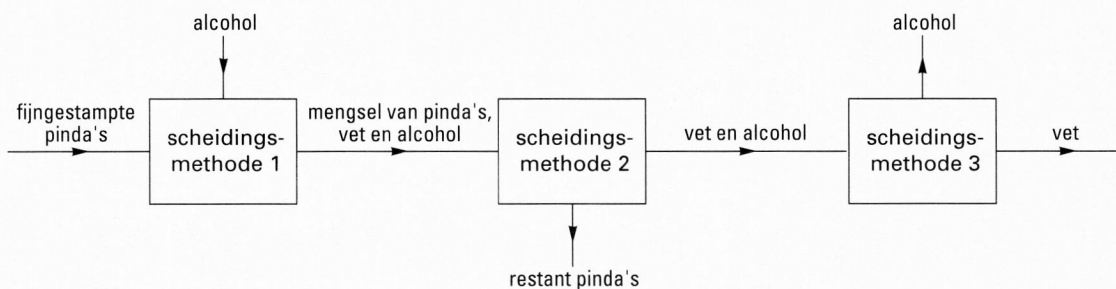 alcohol
alcohol
fijngestampte
pinda's
scheidings-
methode 1
mengsel van pinda's,
vet en alcohol
scheidings-
methode 2
vet en alcohol
scheidings-
methode 3
vet
restant pinda's